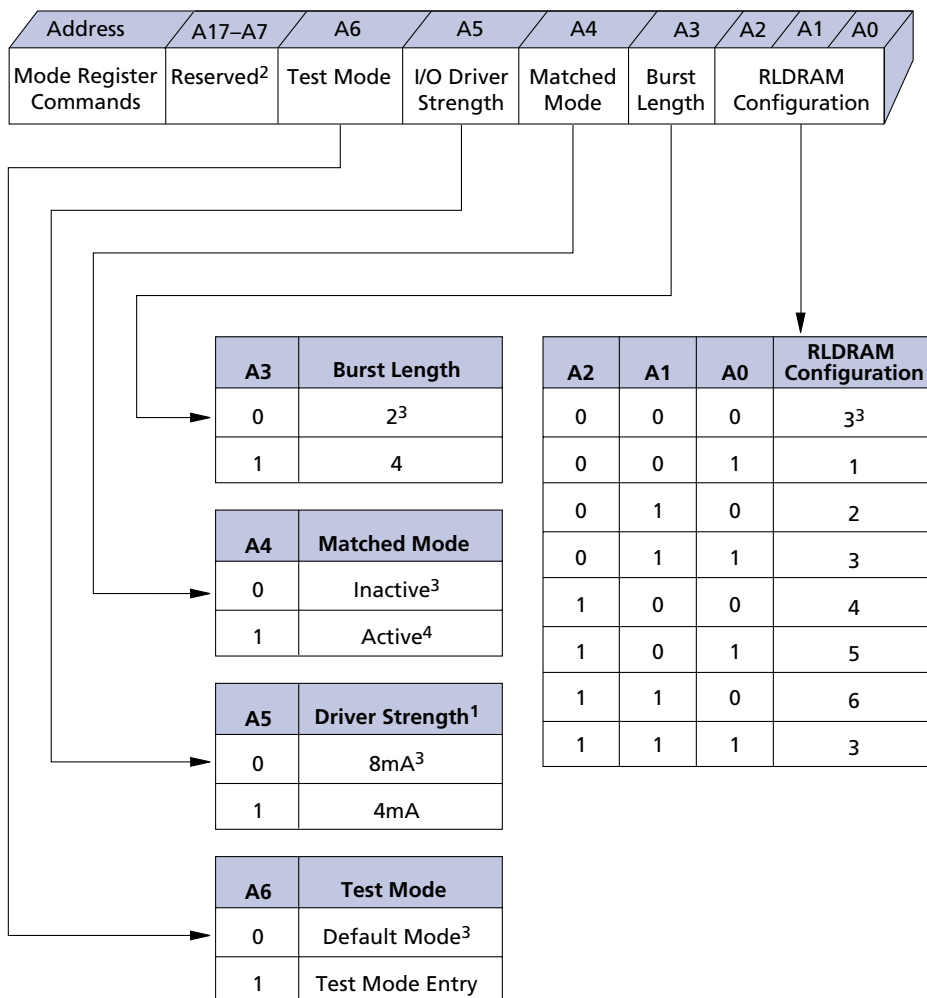 Address A17–A7 A6 A5 A4 A3 A2 A1 A0
Mode Register Commands Reserved2 Test Mode I/O Driver Strength Matched Mode Burst Length RLDRAM Configuration
A3 Burst Length
0 23
1 4
A4 Matched Mode
0 Inactive3
1 Active4
A5 Driver Strength1
0 8mA3
1 4mA
A6 Test Mode
0 Default Mode3
1 Test Mode Entry
A2 A1 A0 RLDRAM Configuration
0 0 0 33
0 0 1 1
0 1 0 2
0 1 1 3
1 0 0 4
1 0 1 5
1 1 0 6
1 1 1 3